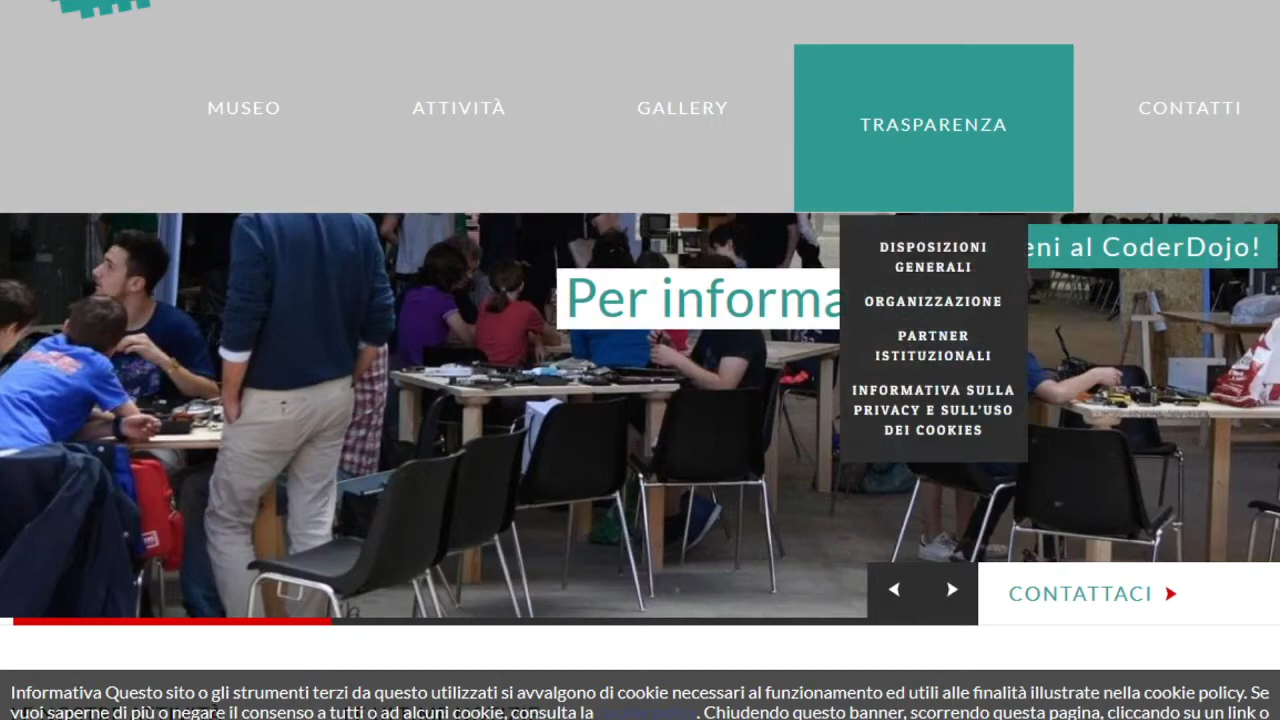 MUSEO
ATTIVITÀ
GALLERY
TRASPARENZA
CONTATTI
DISPOSIZIONI
GENERALI
ORGANIZZAZIONE
PARTNER
ISTITUZIONALI
INFORMATIVA SULLA
PRIVACY E SULL'USO
DEI COOKIES
eni al CoderDojo!
Per informa
CONTATTACI
Informativa Questo sito o gli strumenti terzi da questo utilizzati si avvalgono di cookie necessari al funzionamento ed utili alle finalità illustrate nella cookie policy. Se
vuoi saperne di più o negare il consenso a tutti o ad alcuni cookie, consulta la . Chiudendo questo banner, scorrendo questa pagina, cliccando su un link o